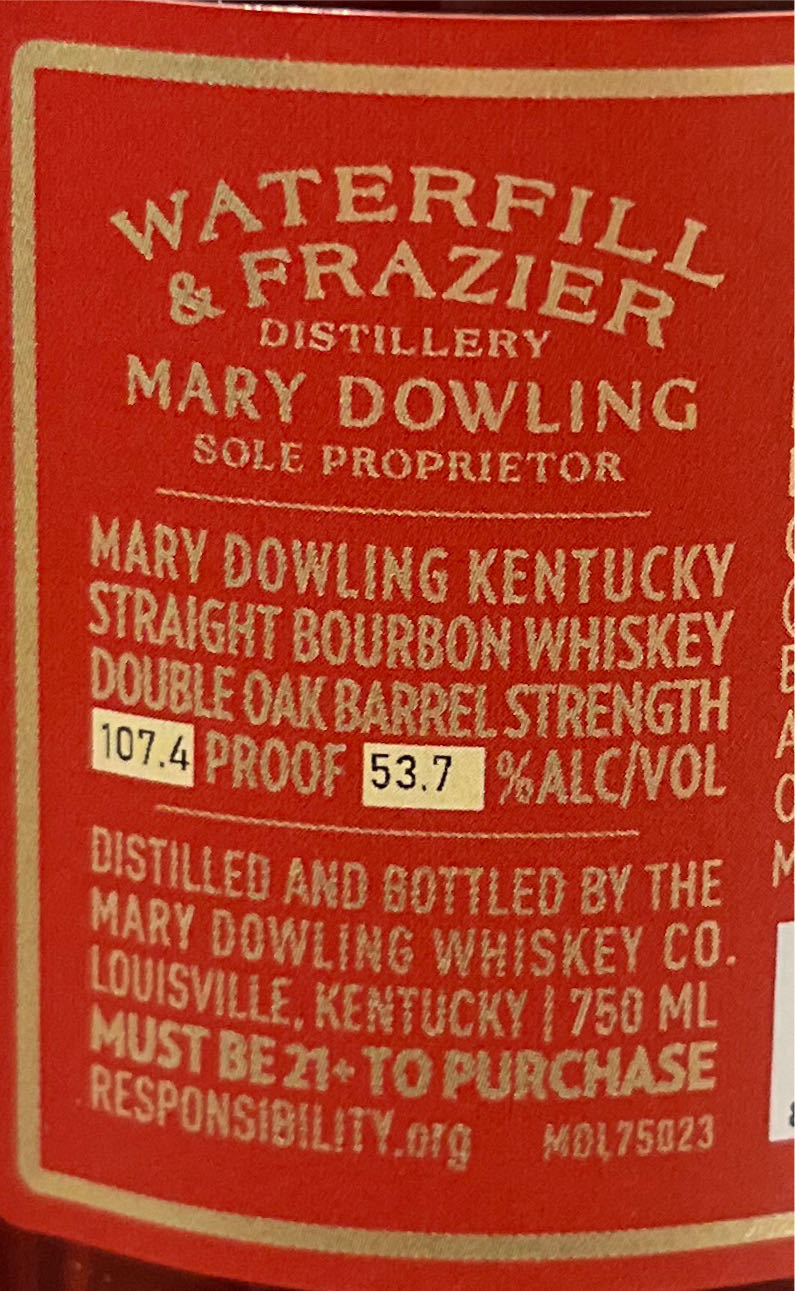 WATERFILL
& FRAZIER
DISTILLERY
MARY DOWLING
SOLE PROPRIETOR
MARY DOWLING KENTUCKY
STRAIGHT BOURBON WHISKEY
DOUBLE OAK BARREL STRENGTH
107.4 PROOF 53.7 %ALC/VOL
DISTILLED AND BOTTLED BY THE
MARY DOWLING WHISKEY CO.
LOUISVILLE, KENTUCKY | 750 ML
MUST BE 21+ TO PURCHASE
RESPONSIBILITY.org